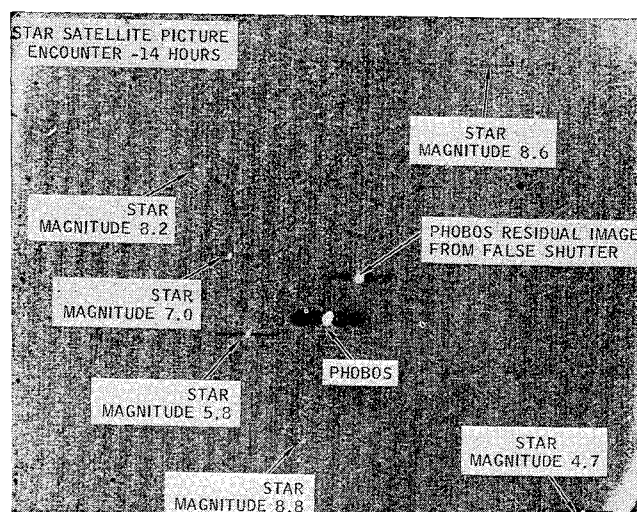 STAR SATELLITE PICTURE
ENCOUNTER -14 HOURS
STAR
MAGNITUDE 8.6
STAR
MAGNITUDE 8.2
PHOBOS RESIDUAL IMAGE
FROM FALSE SHUTTER
STAR
MAGNITUDE 7.0
PHOBOS
STAR
MAGNITUDE 5.8
STAR
MAGNITUDE 4.7
STAR
MAGNITUDE 8.8